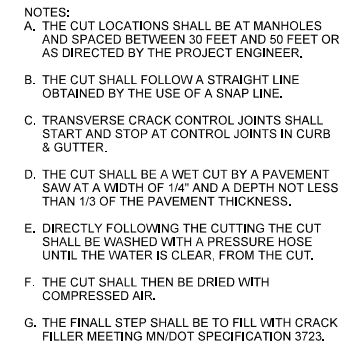 NOTES:
A. THE CUT LOCATIONS SHALL BE AT MANHOLES
AND SPACED BETWEEN 30 FEET AND 50 FEET OR
AS DIRECTED BY THE PROJECT ENGINEER.
B. THE CUT SHALL FOLLOW A STRAIGHT LINE
OBTAINED BY THE USE OF A SNAP LINE.
C. TRANSVERSE CRACK CONTROL JOINTS SHALL
START AND STOP AT CONTROL JOINTS IN CURB
& GUTTER.
D. THE CUT SHALL BE A WET CUT BY A PAVEMENT
SAW AT A WIDTH OF 1/4" AND A DEPTH NOT LESS
THAN 1/3 OF THE PAVEMENT THICKNESS.
E. DIRECTLY FOLLOWING THE CUTTING THE CUT
SHALL BE WASHED WITH A PRESSURE HOSE
UNTIL THE WATER IS CLEAR, FROM THE CUT.
F. THE CUT SHALL THEN BE DRIED WITH
COMPRESSED AIR.
G. THE FINALL STEP SHALL BE TO FILL WITH CRACK
FILLER MEETING MN/DOT SPECIFICATION 3723.